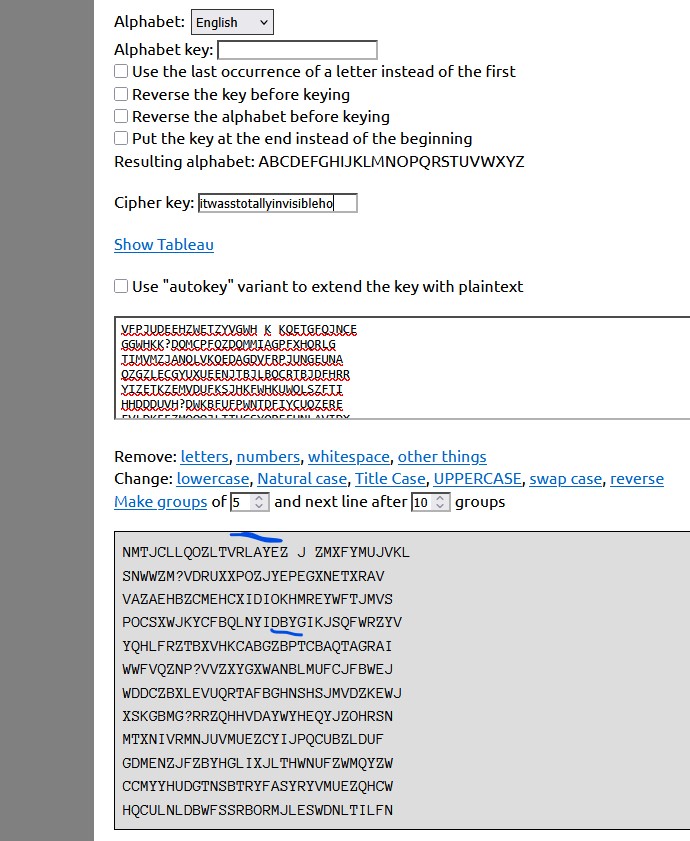 Alphabet: English
Alphabet key:
Use the last occurrence of a letter instead of the first
Reverse the key before keying
Reverse the alphabet before keying
Put the key at the end instead of the beginning
Resulting alphabet: ABCDEFGHIJKLMNOPQRSTUVWXYZ
Cipher key: itwasstotallyinvisibleho
Show Tableau
Use "autokey" variant to extend the key with plaintext
VFPJUDEEHZWETZYVGWH K KQETGFQJNCE
GGWHKK?DQMCPFQZDQMMIAGPFXHQRLG
TIMVMZJANQLVKQEDAGDVFRPJUNGEUNA
QZGZLECGYUXUEENJTBJLBQCRTBJDFHRR
YIZETKZEMVDUFKSJHKFWHKUWQLSZFTI
HHDDDUVH?DWKBFUFPWNTDFIYCUQZERE
Remove: letters, numbers, whitespace, other things
Change: lowercase, Natural case, Title Case, UPPERCASE, swap case, reverse
Make groups of 5 and next line after 10 groups
NMTJCLLQOZLTVRLAYEZ J ZMXFYMUJVKL
SNWWZM?VDRUXXPOZJYEPEGXNETXRAV
VAZAEHBZCMEHCXIDIOKHMREYWFTJMVS
POCSXWJKYCFBQLNYIDBYGIKJSQFWRZYV
YQHLFRZTBXVHKCABGZBPTCBAQTAGRAI
WWFVQZNP?VVZXYGXWANBLMUFCJFBWEJ
WDDCZBXLEVUQRTAFBGHNSHSJMVDZKEWJ
XSKGBMG?RRZQHHVDAYWYHEQYJZOHRSN
MTXNIVRMNJUVMUEZCYIJPQCUBZLDUF
GDMENZJFZBYHGLIXJLTHWNUFZWMQYZW
CCMYYHUDGTNSBTRYFASYRYVMUEZQHCW
HQCULNLDBWFSSRBORMJLESWDNLTILFN